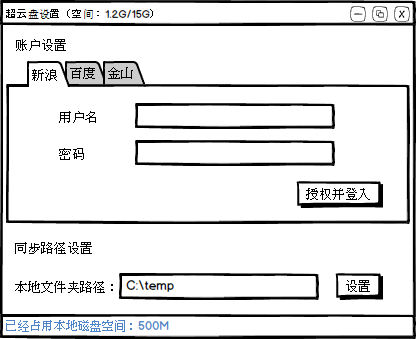 超云盘设置（空间：1.2G/15G）
账户设置
新浪 百度 金山
用户名
密码
授权并登入
同步路径设置
本地文件夹路径： C:\temp 设置
已经占用本地磁盘空间：500M